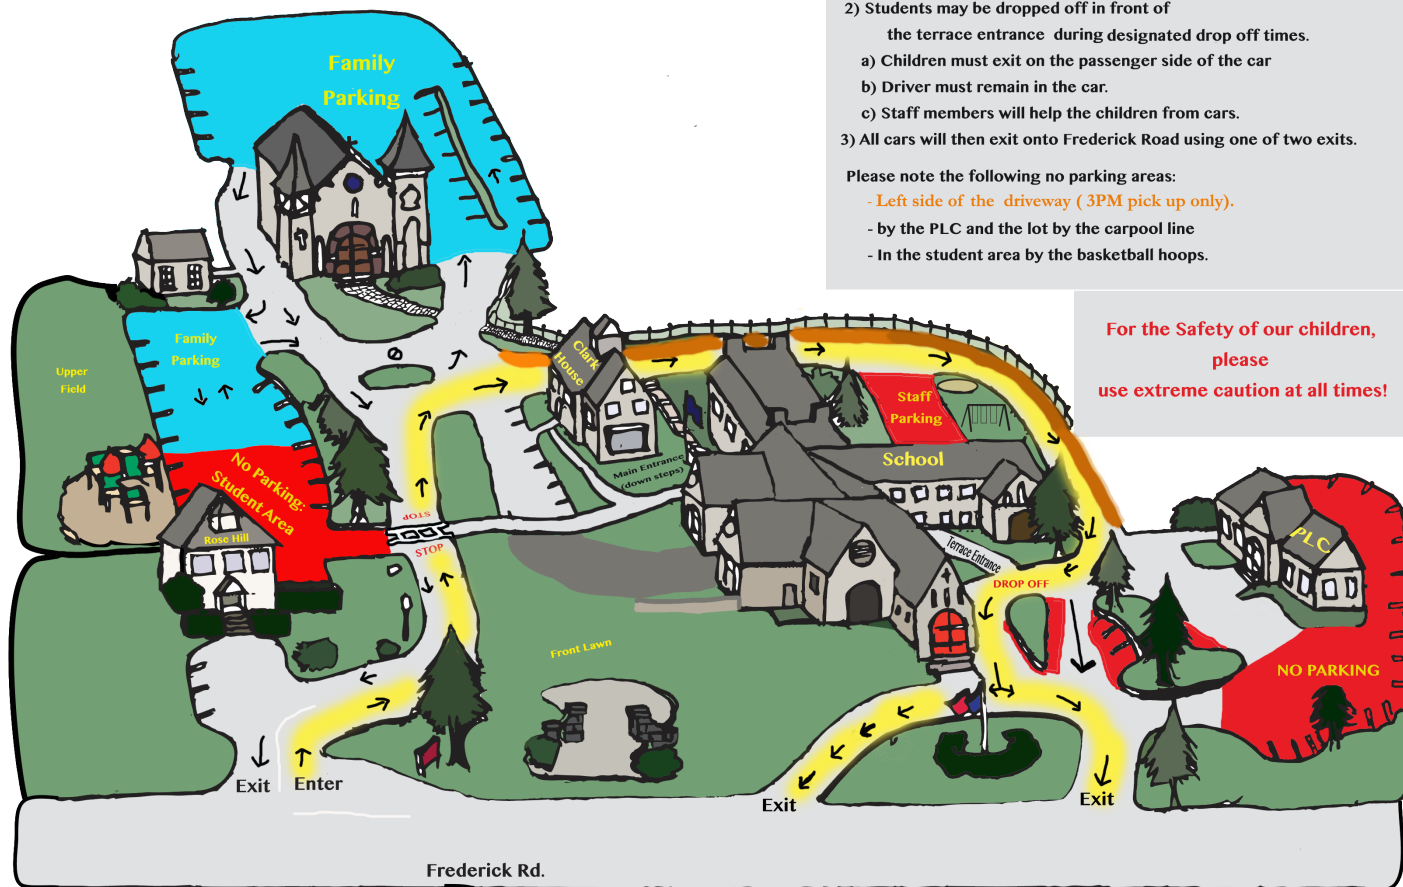 2) Students may be dropped off in front of
the terrace entrance during designated drop off times.
a) Children must exit on the passenger side of the car
b) Driver must remain in the car.
c) Staff members will help the children from cars.
3) All cars will then exit onto Frederick Road using one of two exits.
Please note the following no parking areas:
- Left side of the driveway ( 3PM pick up only).
- by the PLC and the lot by the carpool line
- In the student area by the basketball hoops.
For the Safety of our children,
please
use extreme caution at all times!
Family
Parking
Family
Parking
Upper
Field
No Parking:
Student Area
Rose Hill
Clark
House
Main Entrance
(down steps)
Staff
Parking
School
STOP
STOP
Terrace Entrance
DROP OFF
PLC
NO PARKING
Front Lawn
Exit
Enter
Exit
Exit
Frederick Rd.